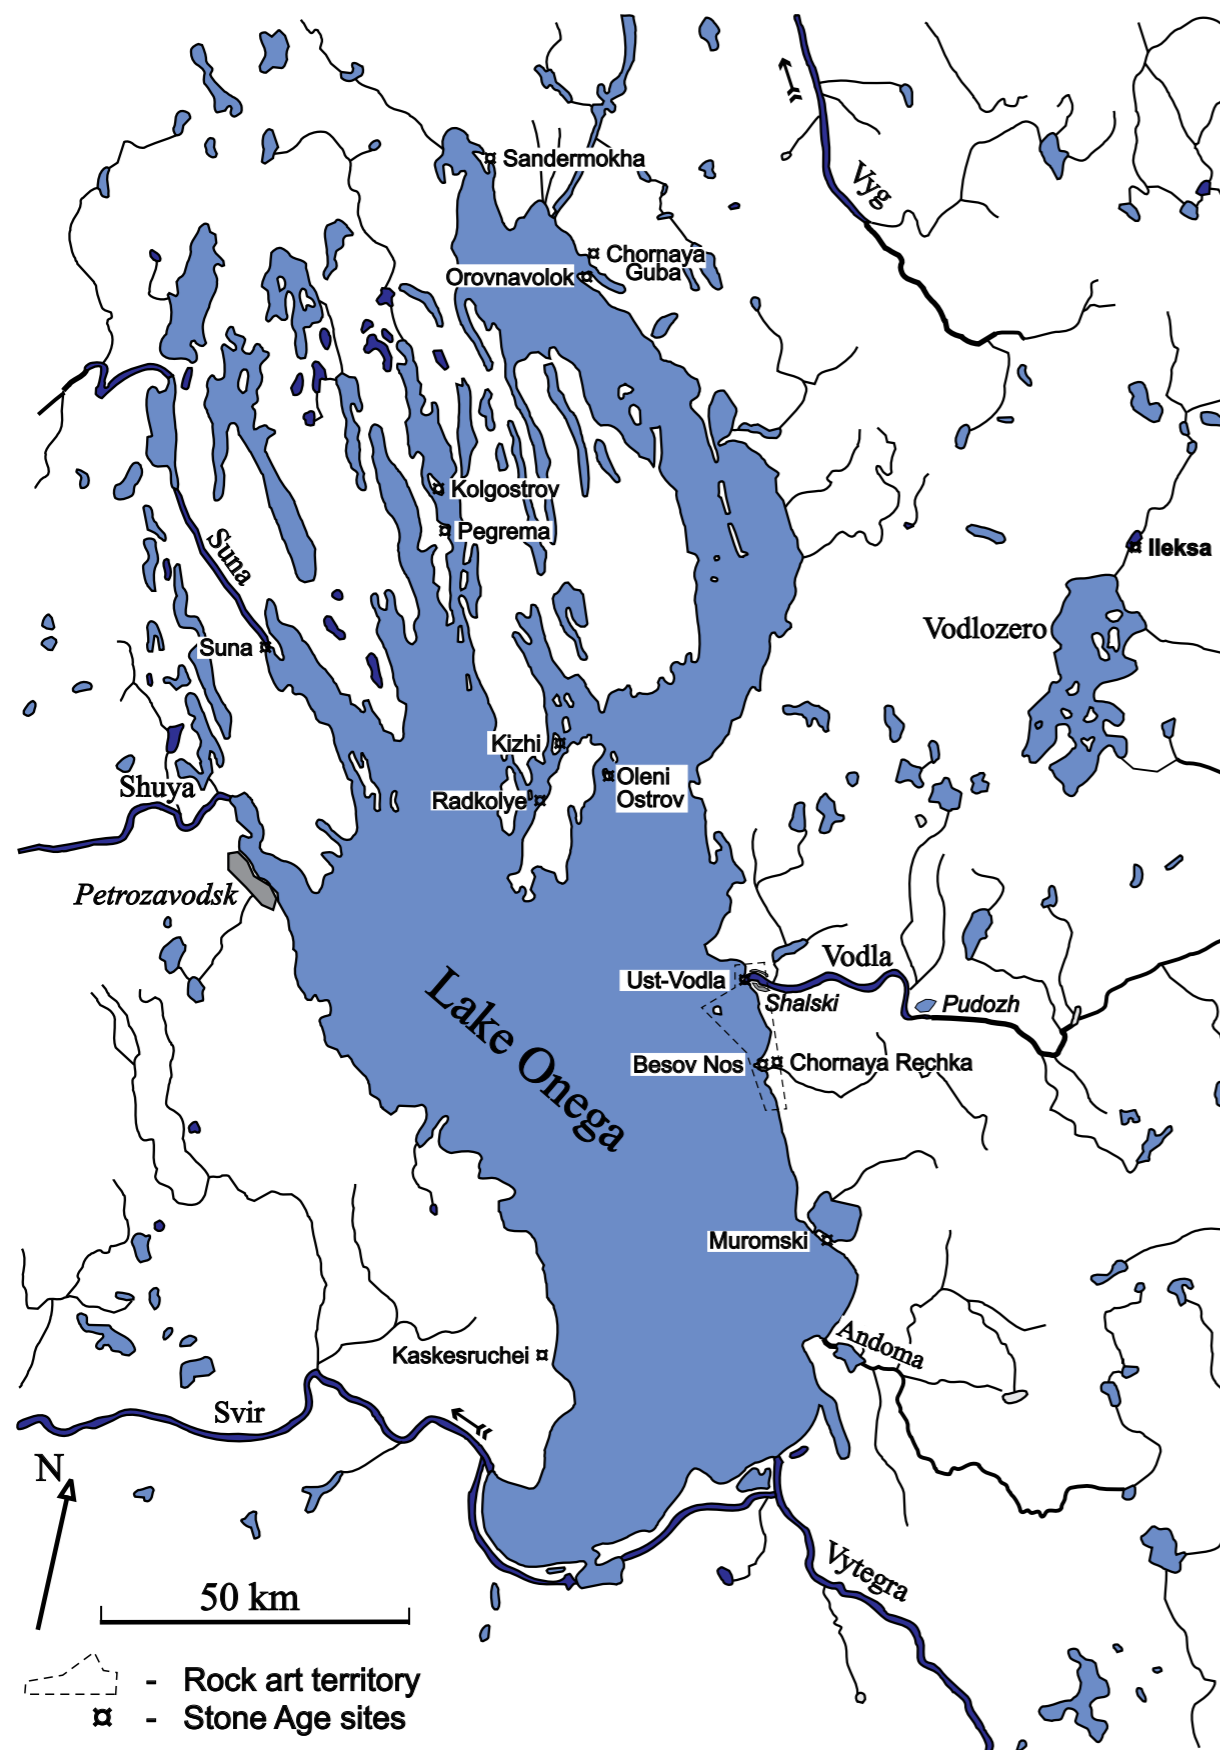 Sandermokha
Vyg
Chornaya
Guba
Orovnavolok
Kolgostrov
Pegrema
Suna
Ileksa
Vodlozero
Suna
Kizhi
Oleni
Ostrov
Radkolye
Shuya
Petrozavodsk
Vodla
Ust-Vodla
Shalski
Pudozh
Lake Onega
Besov Nos
Chornaya Rechka
Muromski
Andoma
Kaskesruchei
Svir
N
Vytegra
50 km
- Rock art territory
- Stone Age sites